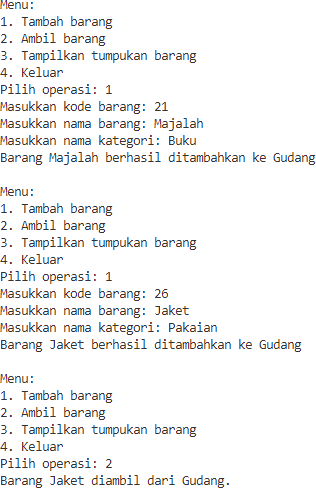 Menu:
1. Tambah barang
2. Ambil barang
3. Tampilkan tumpukan barang
4. Keluar
Pilih operasi: 1
Masukkan kode barang: 21
Masukkan nama barang: Majalah
Masukkan nama kategori: Buku
Barang Majalah berhasil ditambahkan ke Gudang

Menu:
1. Tambah barang
2. Ambil barang
3. Tampilkan tumpukan barang
4. Keluar
Pilih operasi: 1
Masukkan kode barang: 26
Masukkan nama barang: Jaket
Masukkan nama kategori: Pakaian
Barang Jaket berhasil ditambahkan ke Gudang

Menu:
1. Tambah barang
2. Ambil barang
3. Tampilkan tumpukan barang
4. Keluar
Pilih operasi: 2
Barang Jaket diambil dari Gudang.